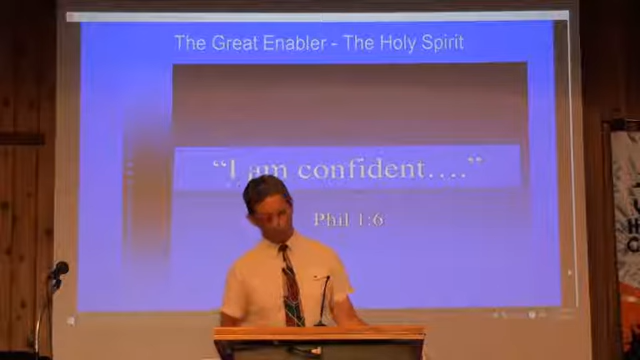 The Great Enabler - The Holy Spirit
“I am confident....”
Phil 1:6